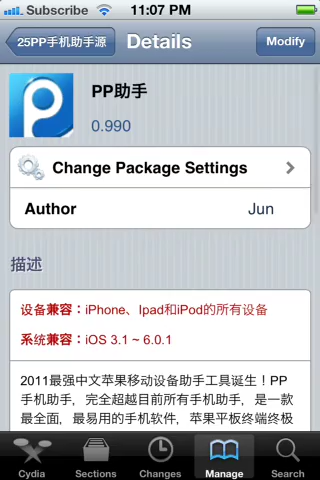 Subscribe 11:07 PM
25PP手机助手源 Details Modify
PP助手
0.990
Change Package Settings
Author Jun
描述
设备兼容：iPhone、Ipad和iPod的所有设备
系统兼容：iOS 3.1 ~ 6.0.1
2011最强中文苹果移动设备助手工具诞生！PP
手机助手，完全超越目前所有手机助手，是一款
最全面，最易用的手机软件，苹果平板终端终极
Cydia Sections Changes Manage Search